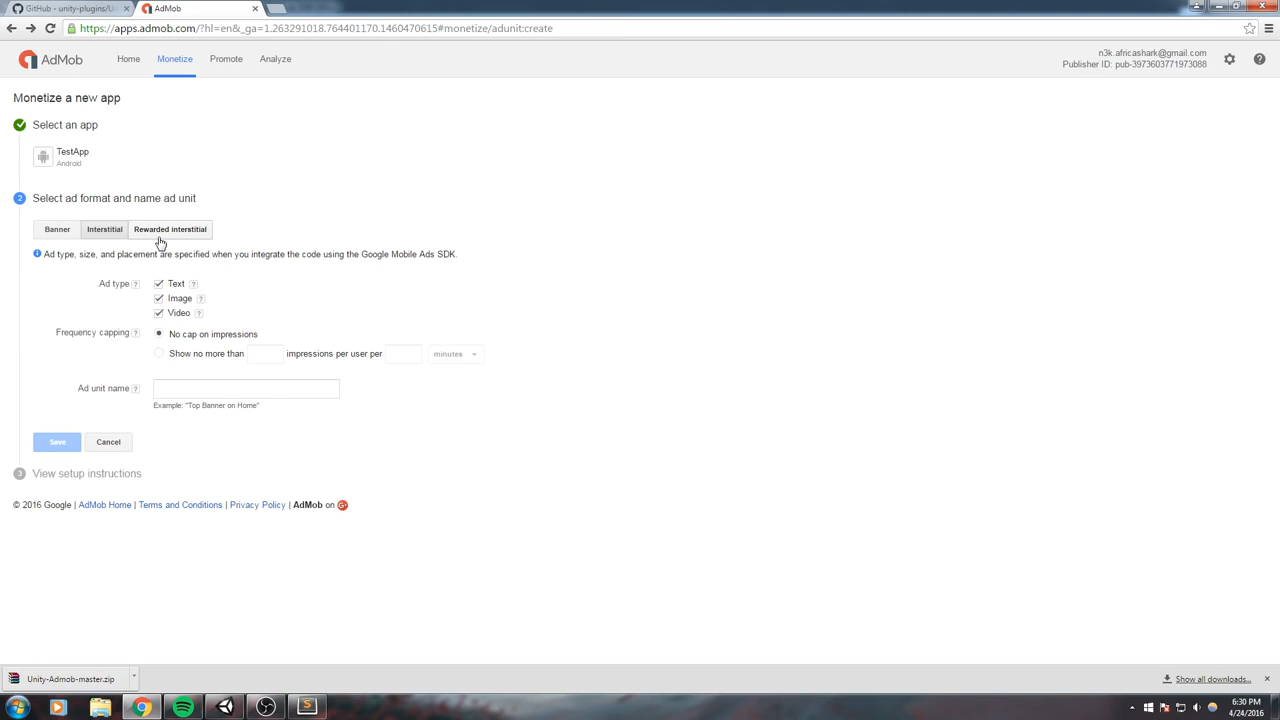 GitHub - unity-plugins/U
AdMob
https://apps.admob.com/?hl=en&_ga=1.263291018.764401170.1460470615#monetize/adunit:create
AdMob
Home
Monetize
Promote
Analyze
n3k.africashark@gmail.com
Publisher ID: pub-3973603771973088
Monetize a new app
Select an app
TestApp
Android
2
Select ad format and name ad unit
Banner
Interstitial
Rewarded interstitial
Ad type, size, and placement are specified when you integrate the code using the Google Mobile Ads SDK.
Ad type ?
Text ?
Image ?
Video ?
Frequency capping ?
No cap on impressions
Show no more than impressions per user per minutes
Ad unit name ?
Example: "Top Banner on Home"
Save
Cancel
3
View setup instructions
© 2016 Google | AdMob Home | Terms and Conditions | Privacy Policy | AdMob on G+
Unity-Admob-master.zip
Show all downloads...
6:30 PM
4/24/2016